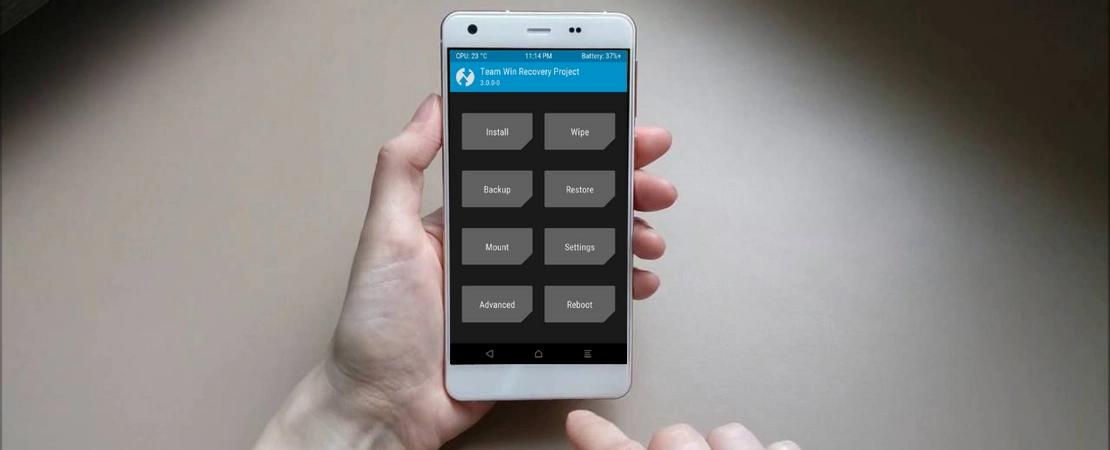 CPU: 23 °C 11:14 PM Battery: 37%+
Team Win Recovery Project
3.0.0-0
Install Wipe
Backup Restore
Mount Settings
Advanced Reboot